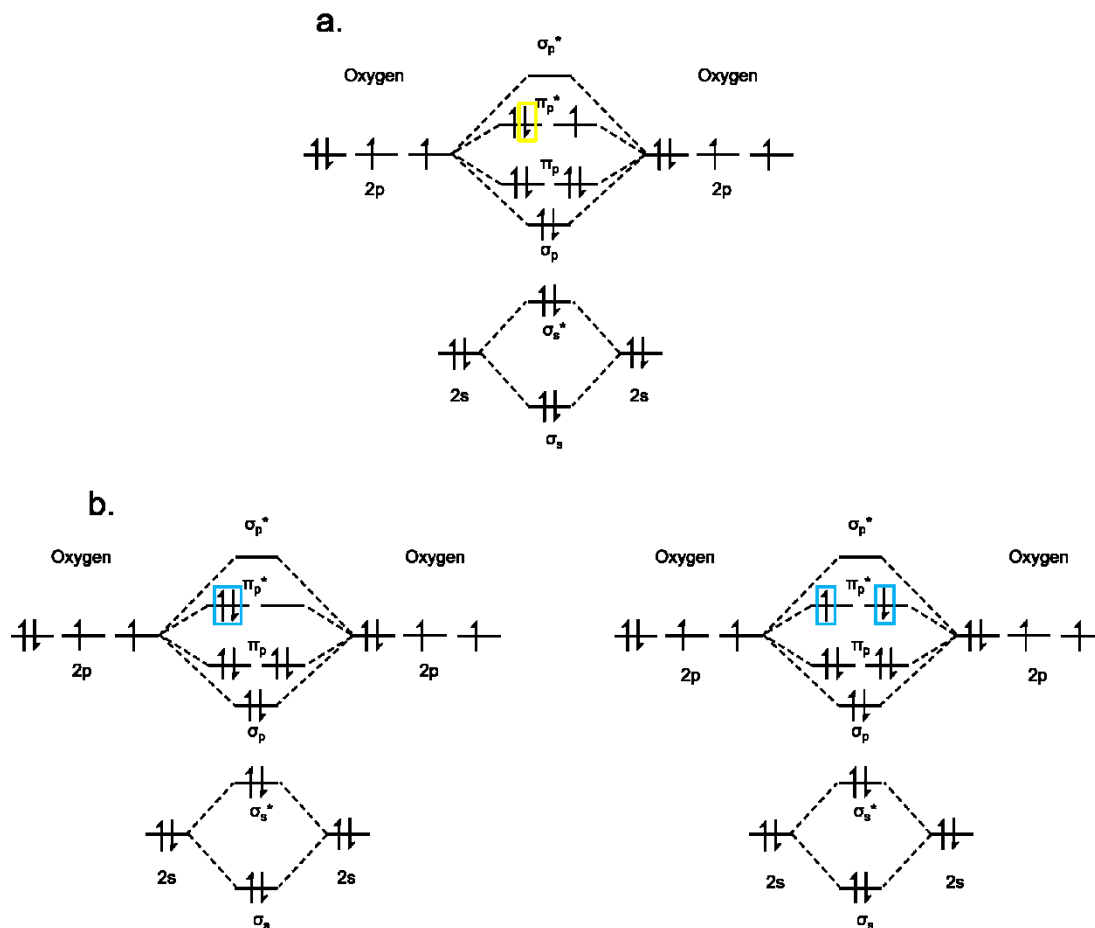 a.
σp*
Oxygen Oxygen
πp*
πp
2p 2p
σp
σs*
2s 2s
σs
b.
σp* σp*
Oxygen Oxygen Oxygen Oxygen
πp* πp*
πp πp
2p 2p 2p 2p
σp σp
σs* σs*
2s 2s 2s 2s
σs σs